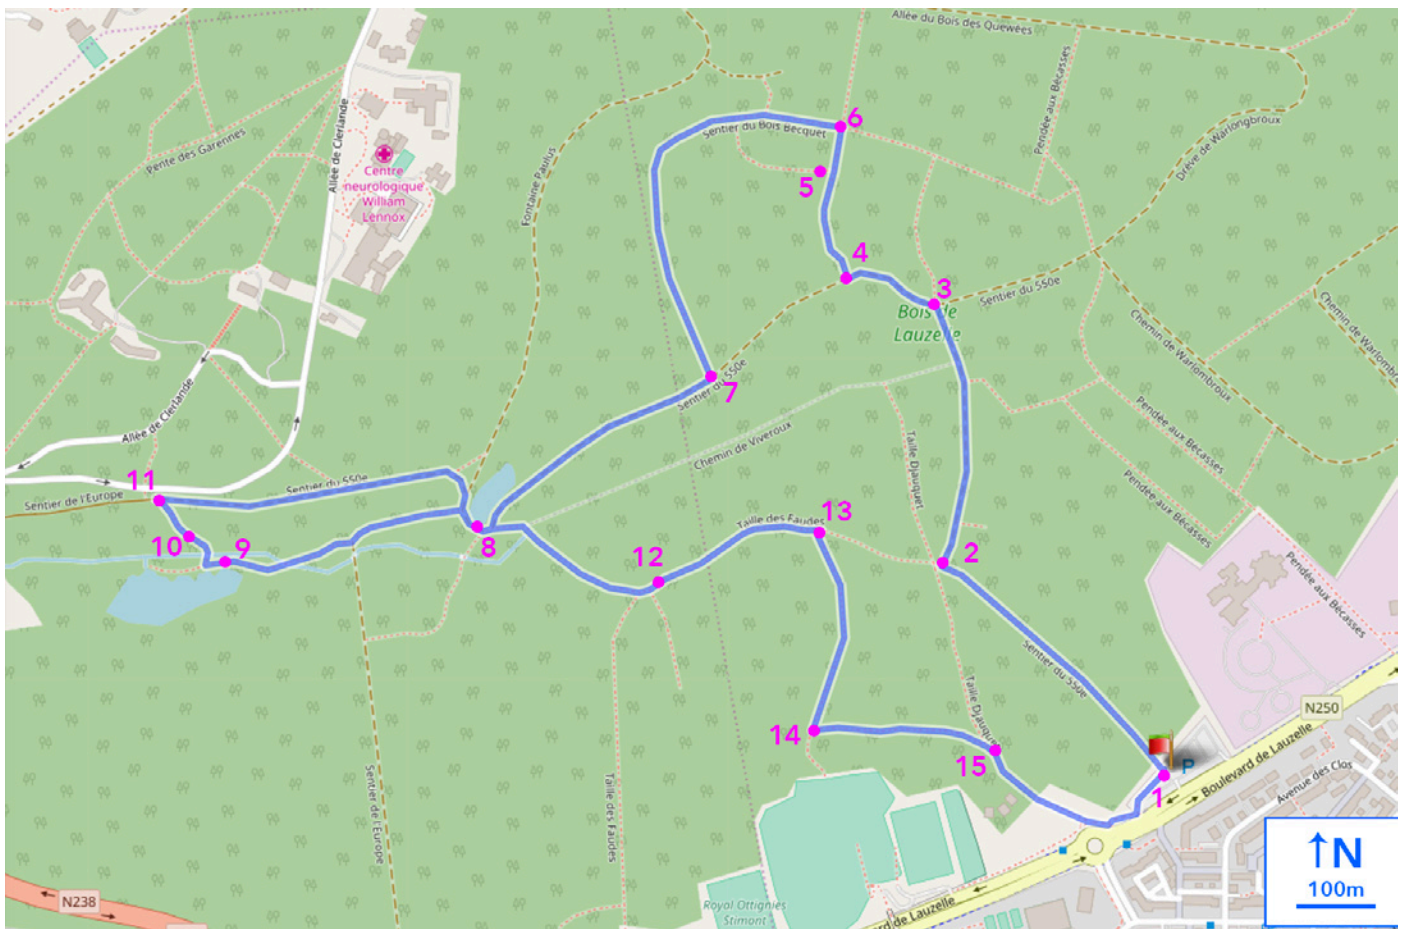 Allée du Bois des Quewées
6
Sentier du Bois Becquet
Pendée aux Bécasses
Drève de Warlongbroux
Pente des Garennes
Allée de Clerlande
Centre
neurologique
William
Lennox
Fontaine Paulus
5
4
3
Bois de
Lauzelle
Sentier du 550e
Chemin de Warlombroux
Chemin de Warlombr
7
Sentier du 550e
Allée de Clerlande
Chemin de Viveroux
Taille Djauquet
Pendée aux Bécasses
Pendée aux Bécasses
11
Sentier de l'Europe
Sentier du 550e
10
9
8
12
Taille des Faudes
13
2
Pendée aux Bécasses
Sentier du 550e
Taille Djauquet
N250
Boulevard de Lauzelle
14
15
P
1
Avenue des Clos
Sentier de l'Europe
Taille des Faudes
N238
Royal Ottignies
Stimont
rd de Lauzelle
↑N
100m